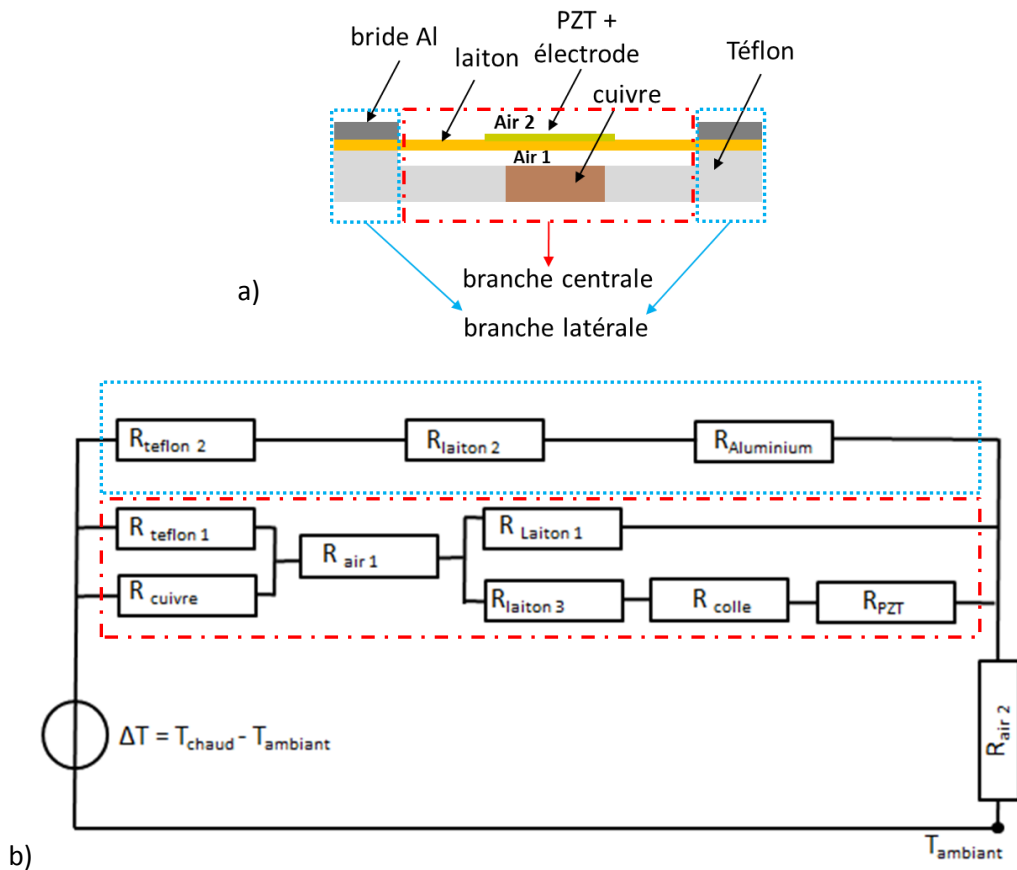 PZT +
électrode
bride Al
laiton
Téflon
cuivre
Air 2
Air 1
branche centrale
a)
branche latérale
R teflon 2
R laiton 2
R Aluminium
R teflon 1
R Laiton 1
R air 1
R cuivre
R laiton 3
R colle
R PZT
R air 2
ΔT = T chaud - T ambiant
T ambiant
b)